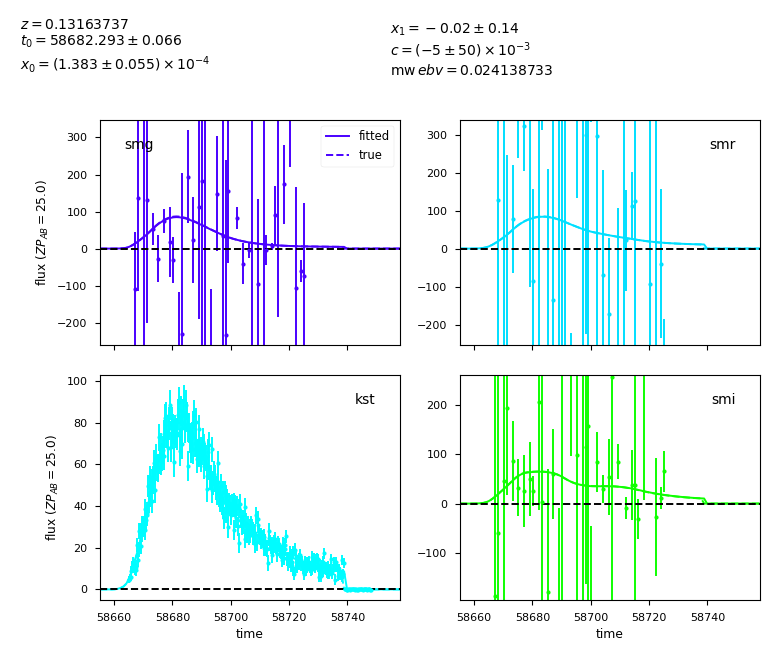 z = 0.13163737
t₀ = 58682.293 ± 0.066
x₀ = (1.383 ± 0.055) × 10⁻⁴
x₁ = −0.02 ± 0.14
c = (−5 ± 50) × 10⁻³
mw ebv = 0.024138733
smg
fitted
true
300
200
100
0
−100
−200
flux (ZP_AB = 25.0)
smr
300
200
100
0
−100
−200
kst
100
80
60
40
20
0
flux (ZP_AB = 25.0)
58660 58680 58700 58720 58740
time
smi
200
100
0
−100
58660 58680 58700 58720 58740
time